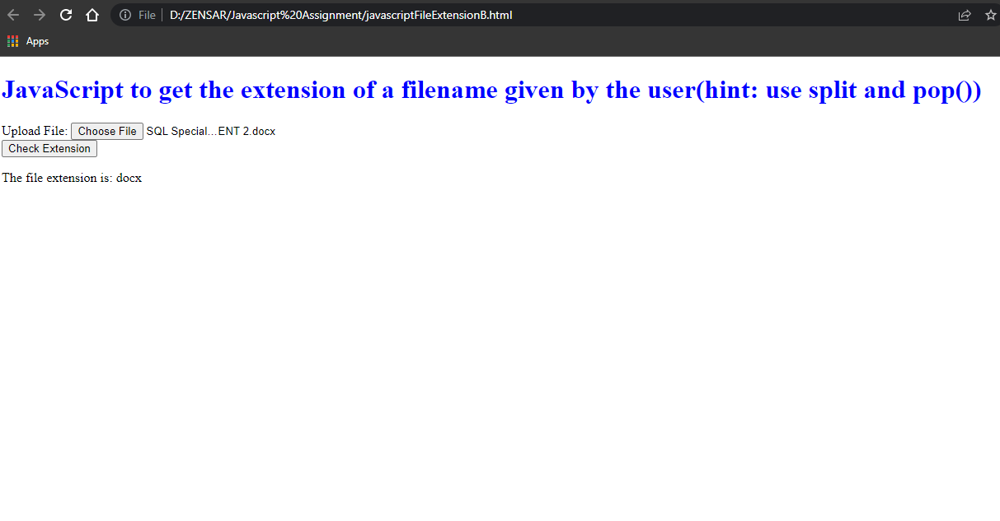 File D:/ZENSAR/Javascript%20Assignment/javascriptFileExtensionB.html
Apps
JavaScript to get the extension of a filename given by the user(hint: use split and pop())
Upload File: Choose File SQL Special...ENT 2.docx
Check Extension
The file extension is: docx